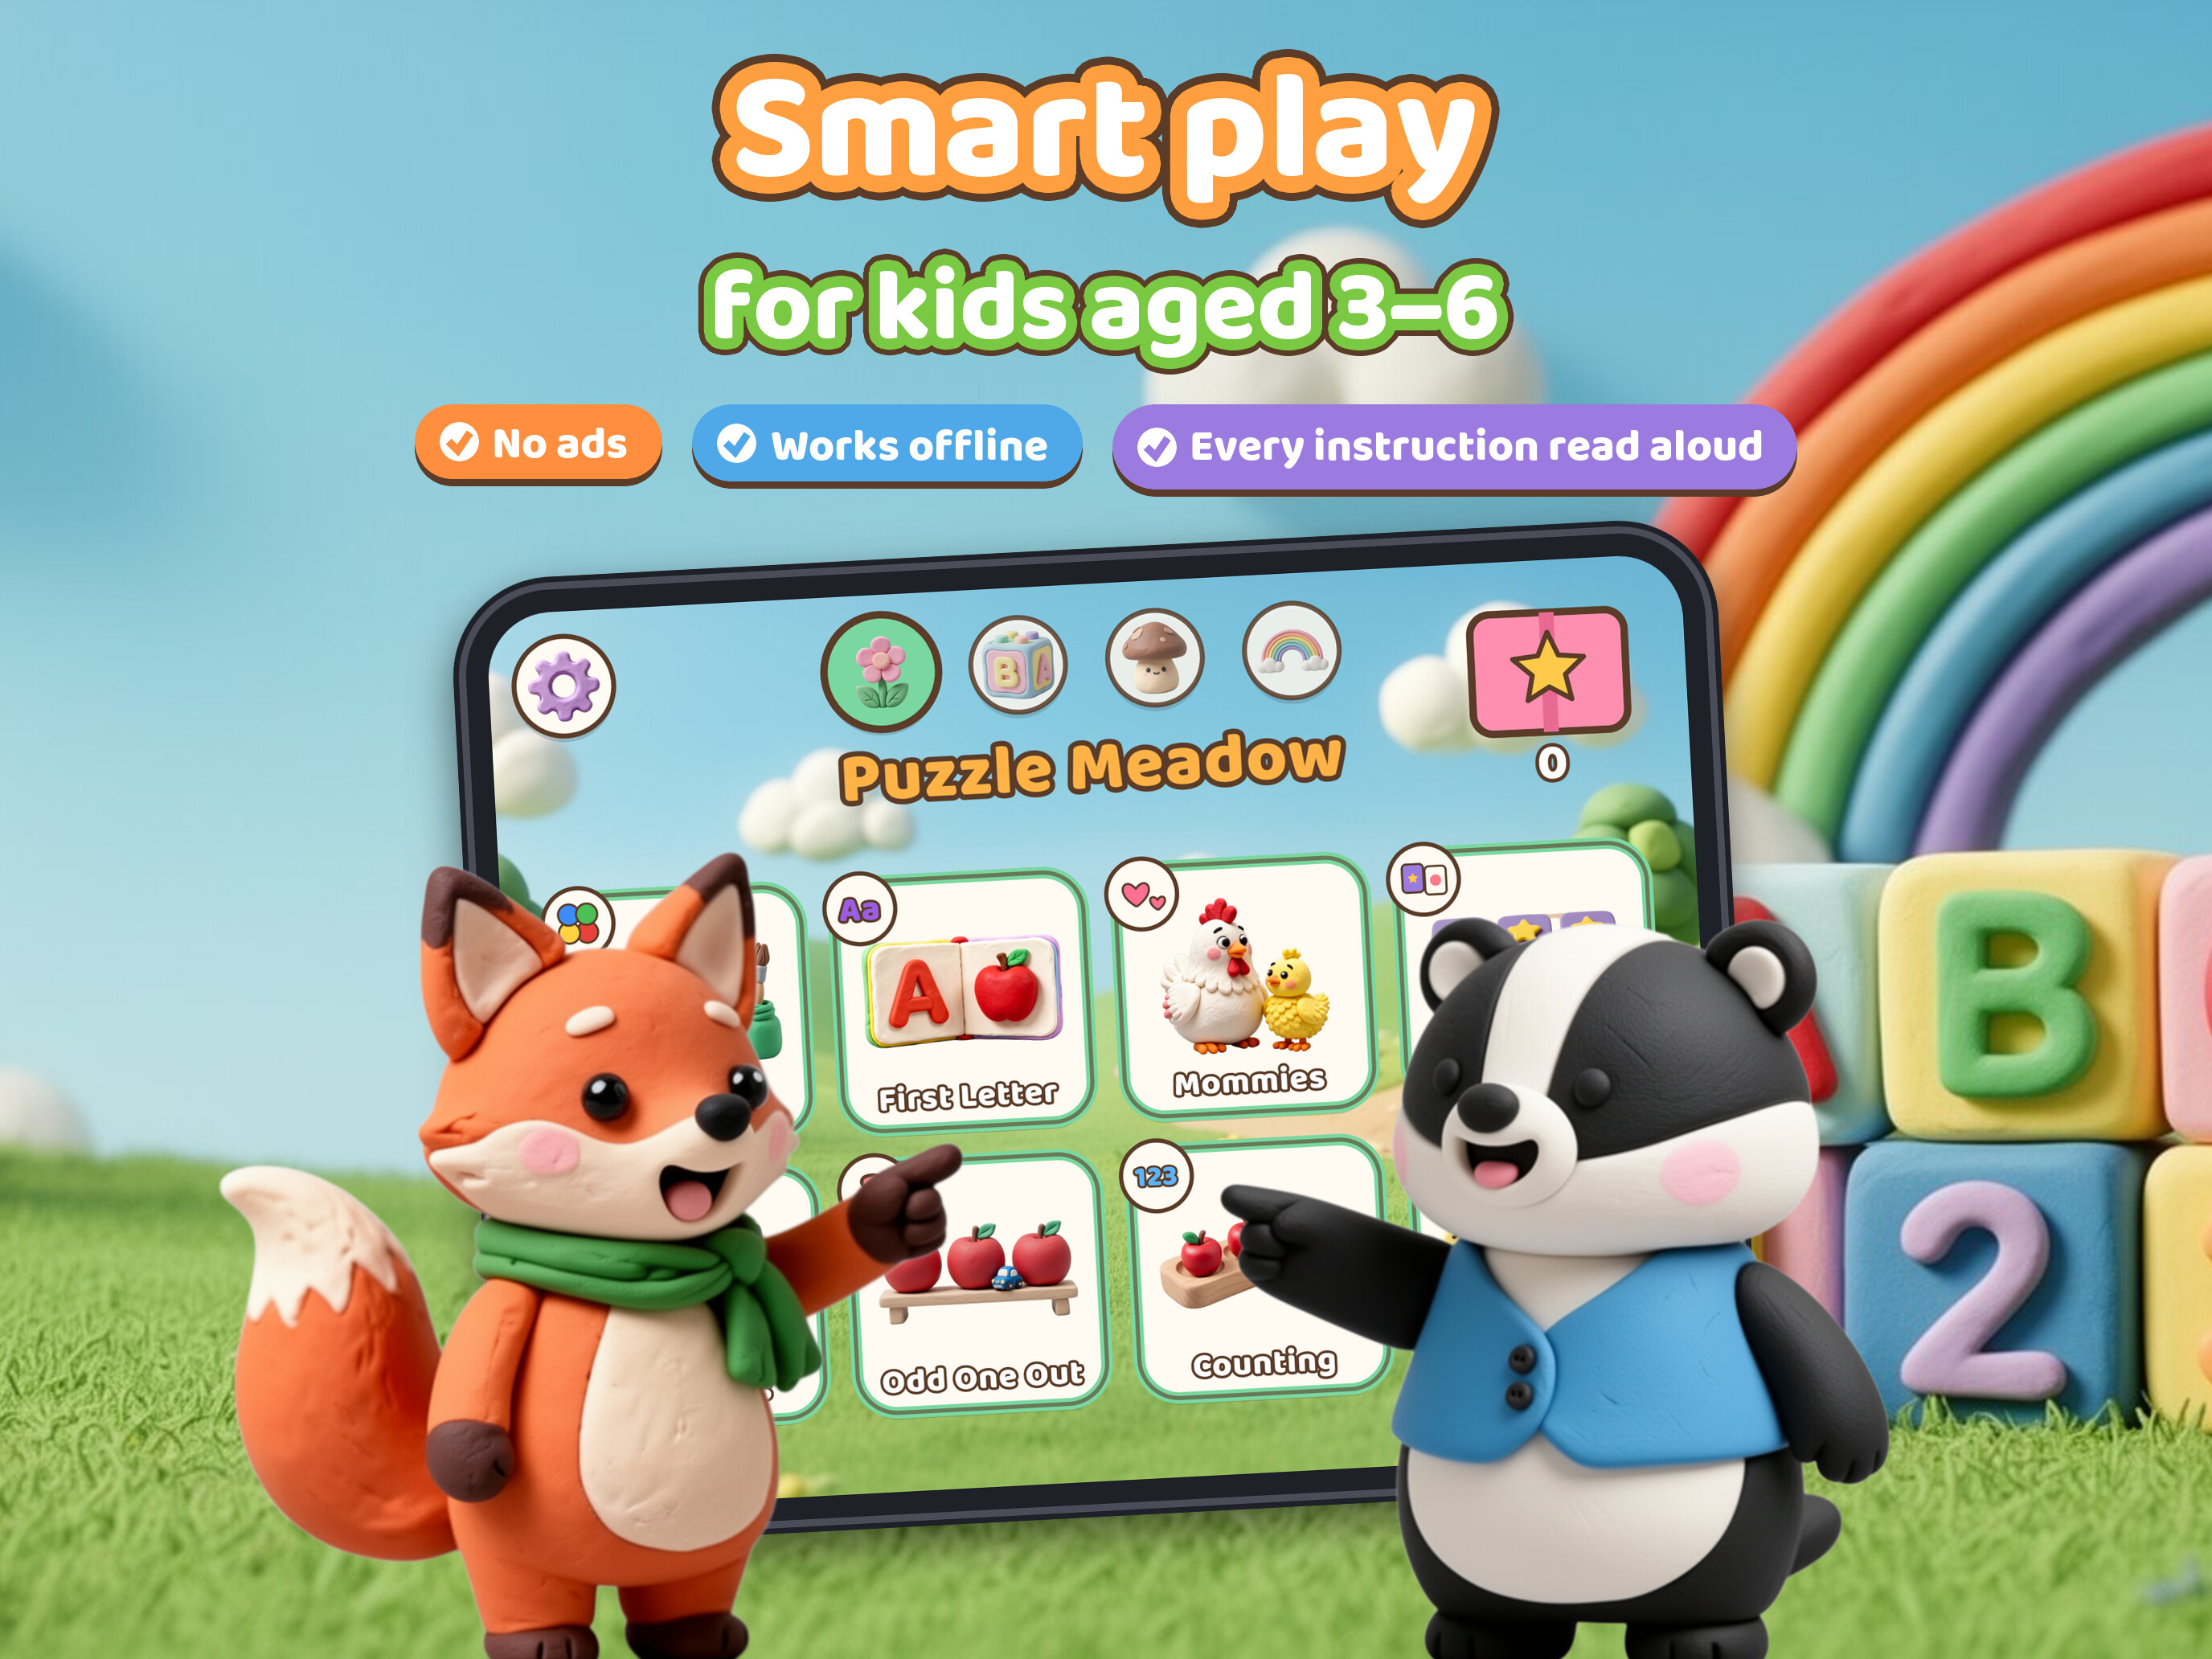 Smart play
for kids aged 3–6
No ads
Works offline
Every instruction read aloud
B A
Puzzle Meadow
0
Aa
A
First Letter
Mommies
B
123
2
Odd One Out
Counting